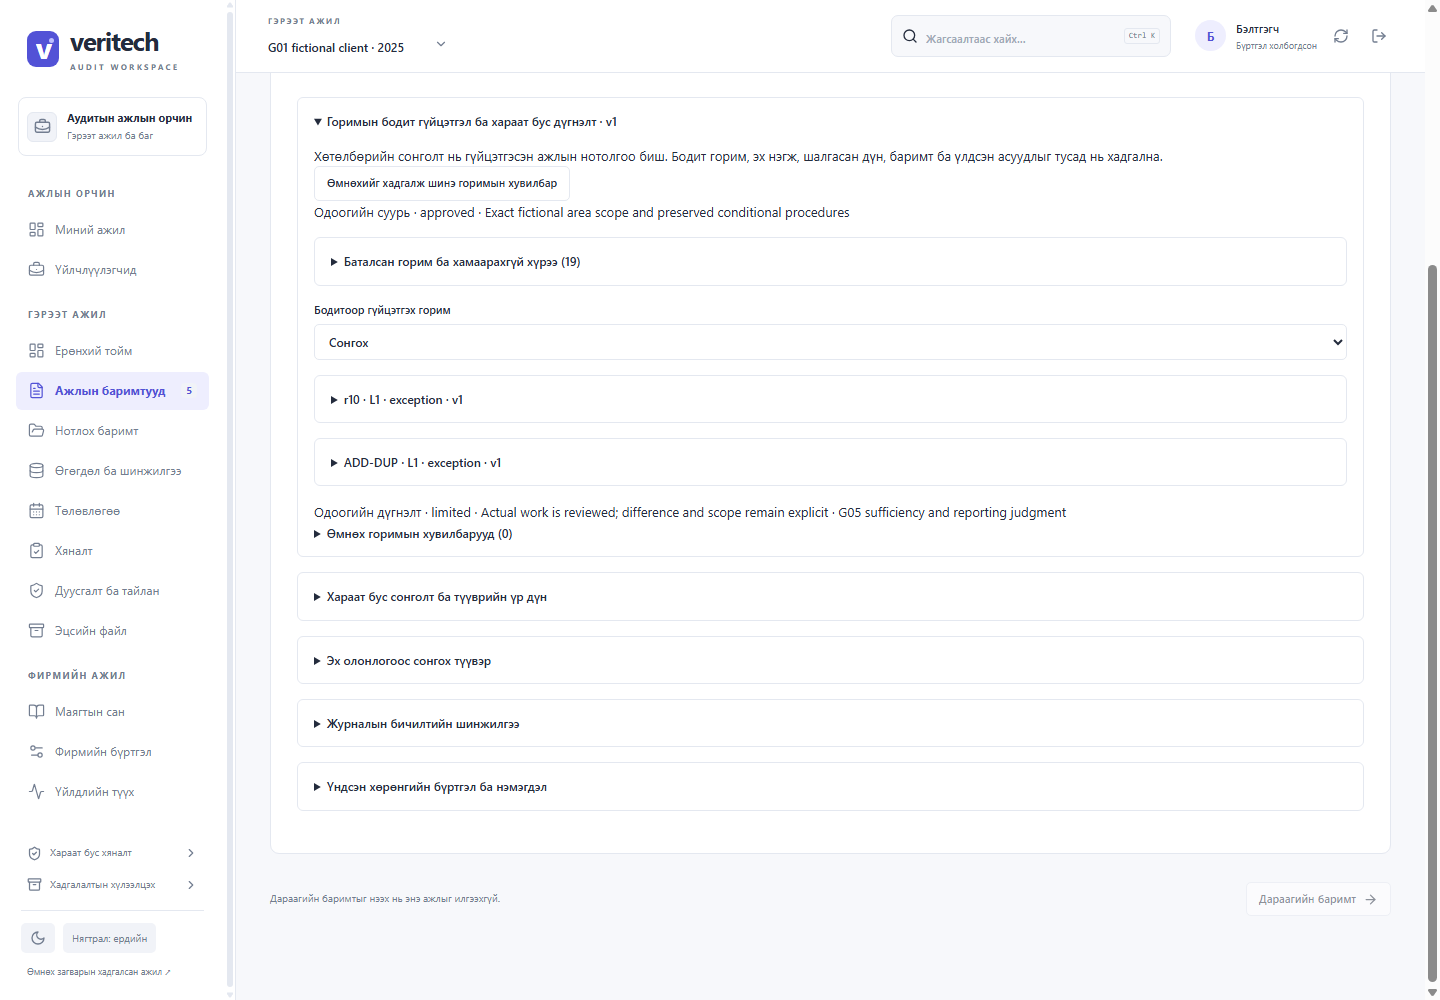 veritech
AUDIT WORKSPACE
Аудитын ажлын орчин
Гэрээт ажил ба баг
АЖЛЫН ОРЧИН
Миний ажил
Үйлчлүүлэгчид
ГЭРЭЭТ АЖИЛ
Ерөнхий тойм
Ажлын баримтууд 5
Нотлох баримт
Өгөгдөл ба шинжилгээ
Төлөвлөгөө
Хяналт
Дуусгалт ба тайлан
Эцсийн файл
ФИРМИЙН АЖИЛ
Маягтын сан
Фирмийн бүртгэл
Үйлдлийн түүх
Хараат бус хяналт
Хадгалалтын хүлээлцэх
Нягтрал: ердийн
Өмнөх загварын хадгалсан ажил ↗
ГЭРЭЭТ АЖИЛ
G01 fictional client · 2025
Жагсаалтаас хайх... Ctrl K
Б
Бэлтгэгч
Бүртгэл холбогдсон
▼ Горимын бодит гүйцэтгэл ба хараат бус дүгнэлт · v1
Хөтөлбөрийн сонголт нь гүйцэтгэсэн ажлын нотолгоо биш. Бодит горим, эх нэгж, шалгасан дүн, баримт ба үлдсэн асуудлыг тусад нь хадгална.
Өмнөхийг хадгалж шинэ горимын хувилбар
Одоогийн суурь · approved · Exact fictional area scope and preserved conditional procedures
▶ Баталсан горим ба хамаарахгүй хүрээ (19)
Бодитоор гүйцэтгэх горим
Сонгох
▶ r10 · L1 · exception · v1
▶ ADD-DUP · L1 · exception · v1
Одоогийн дүгнэлт · limited · Actual work is reviewed; difference and scope remain explicit · G05 sufficiency and reporting judgment
▶ Өмнөх горимын хувилбарууд (0)
▶ Хараат бус сонголт ба түүврийн үр дүн
▶ Эх олонлогоос сонгох түүвэр
▶ Журналын бичилтийн шинжилгээ
▶ Үндсэн хөрөнгийн бүртгэл ба нэмэгдэл
Дараагийн баримтыг нээх нь энэ ажлыг илгээхгүй.
Дараагийн баримт →